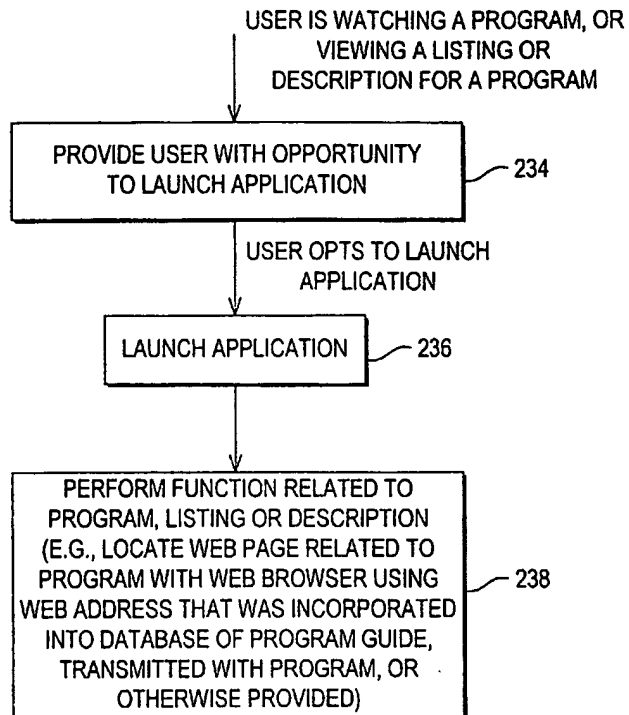 USER IS WATCHING A PROGRAM, OR
VIEWING A LISTING OR
DESCRIPTION FOR A PROGRAM
PROVIDE USER WITH OPPORTUNITY
TO LAUNCH APPLICATION
234
USER OPTS TO LAUNCH
APPLICATION
LAUNCH APPLICATION
236
PERFORM FUNCTION RELATED TO
PROGRAM, LISTING OR DESCRIPTION
(E.G., LOCATE WEB PAGE RELATED TO
PROGRAM WITH WEB BROWSER USING
WEB ADDRESS THAT WAS INCORPORATED
INTO DATABASE OF PROGRAM GUIDE,
TRANSMITTED WITH PROGRAM, OR
OTHERWISE PROVIDED)
238